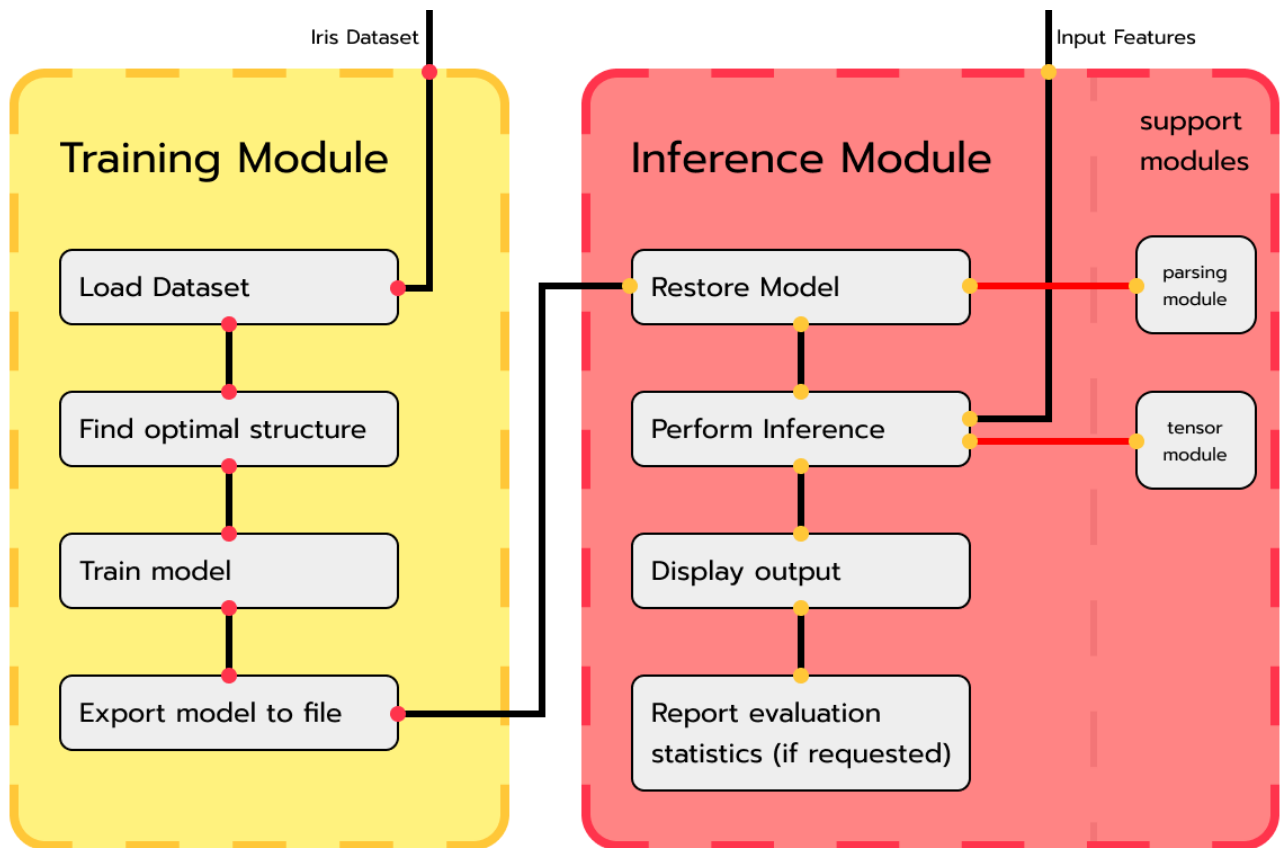 Iris Dataset
Input Features
Training Module
Load Dataset
Find optimal structure
Train model
Export model to file
Inference Module
Restore Model
Perform Inference
Display output
Report evaluation
statistics (if requested)
support
modules
parsing
module
tensor
module